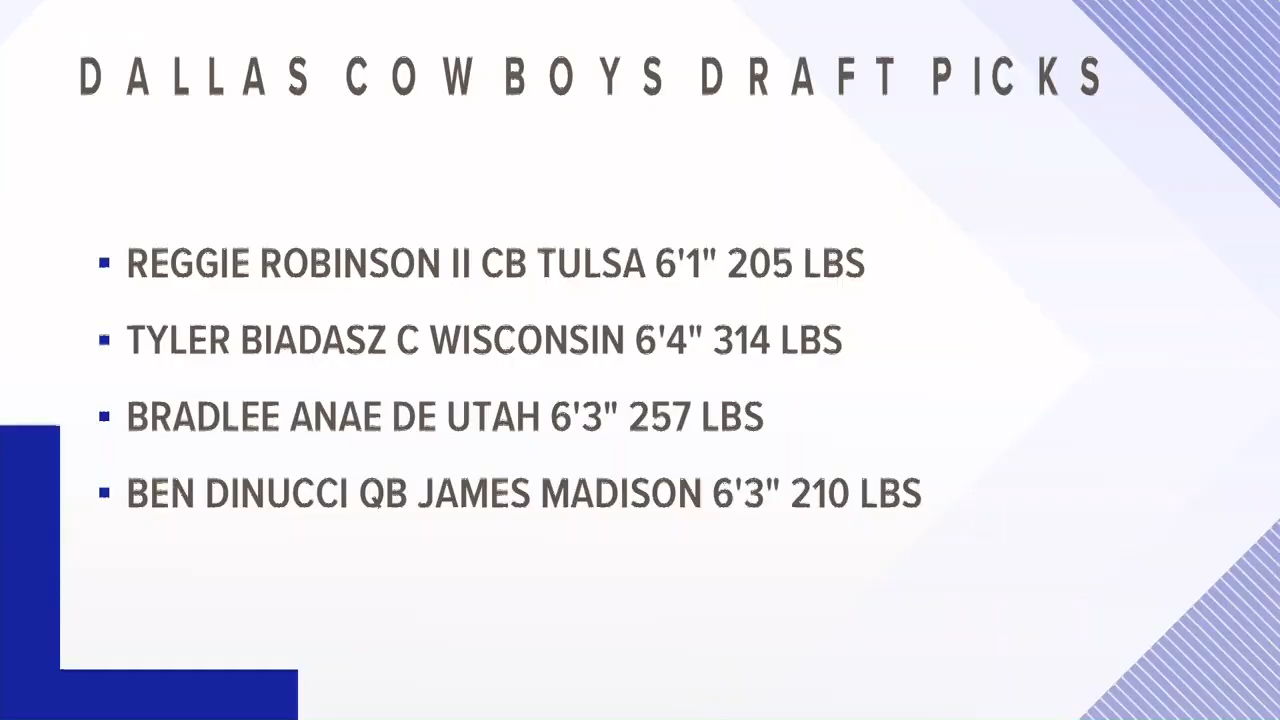 DALLAS COWBOYS DRAFT PICKS
▪ REGGIE ROBINSON II CB TULSA 6'1" 205 LBS
▪ TYLER BIADASZ C WISCONSIN 6'4" 314 LBS
▪ BRADLEE ANAE DE UTAH 6'3" 257 LBS
▪ BEN DINUCCI QB JAMES MADISON 6'3" 210 LBS